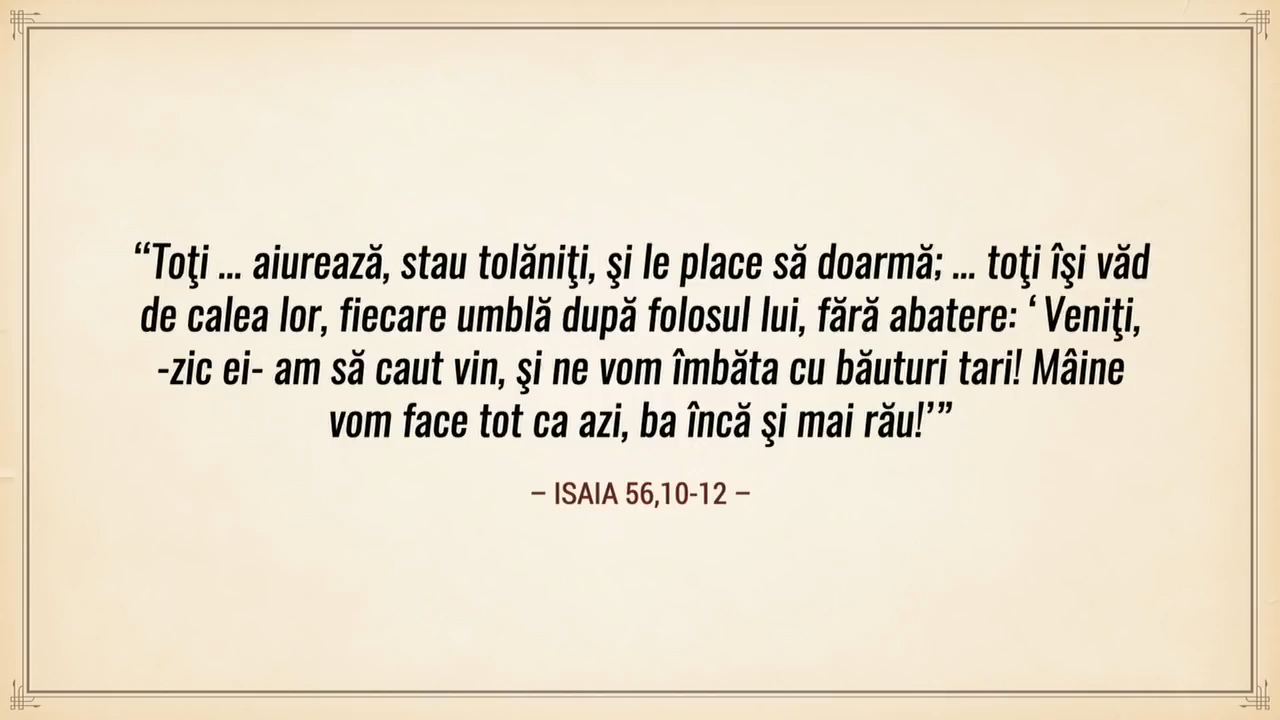 “Toţi ... aiurează, stau tolăniţi, şi le place să doarmă; ... toţi îşi văd
de calea lor, fiecare umblă după folosul lui, fără abatere: ‘ Veniţi,
-zic ei- am să caut vin, şi ne vom îmbăta cu băuturi tari! Mâine
vom face tot ca azi, ba încă şi mai rău!’”
– ISAIA 56,10-12 –